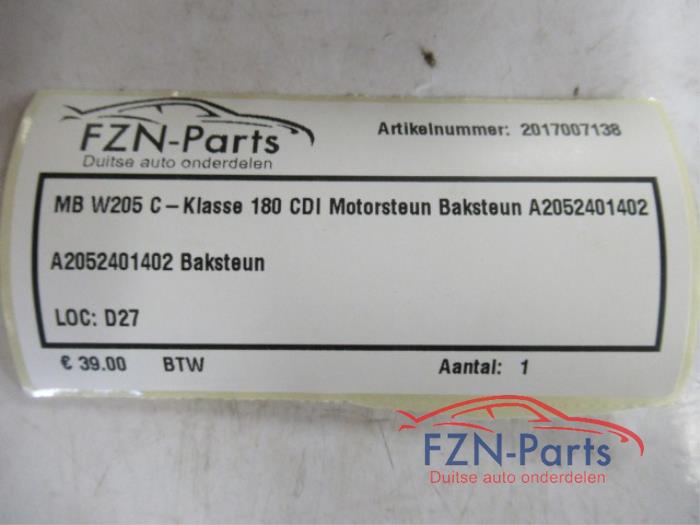 FZN-Parts
Duitse auto onderdelen
Artikelnummer: 2017007138
MB W205 C-Klasse 180 CDI Motorsteun Baksteun A2052401402
A2052401402 Baksteun
LOC: D27
€ 39.00 BTW Aantal: 1
FZN-Parts
Duitse auto onderdelen